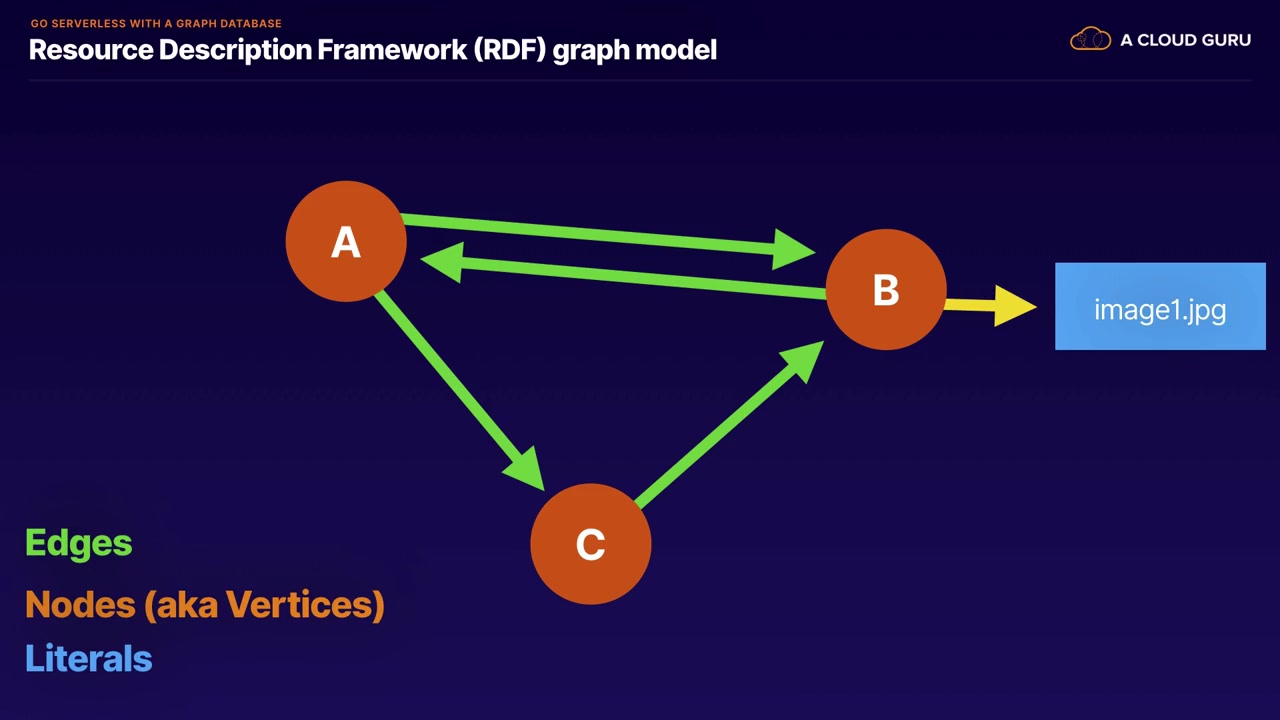 GO SERVERLESS WITH A GRAPH DATABASE
Resource Description Framework (RDF) graph model
A CLOUD GURU
A
B
image1.jpg
C
Edges
Nodes (aka Vertices)
Literals